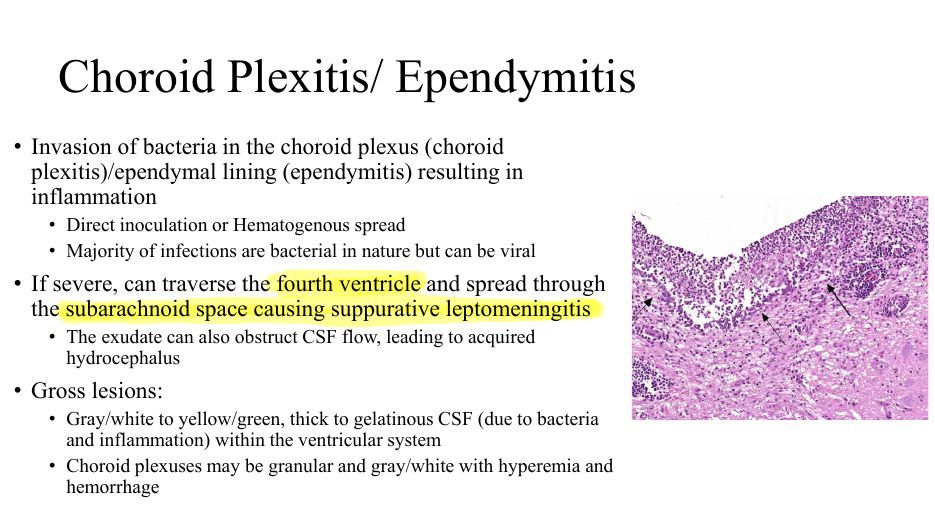 Choroid Plexitis/ Ependymitis
• Invasion of bacteria in the choroid plexus (choroid
plexitis)/ependymal lining (ependymitis) resulting in
inflammation
• Direct inoculation or Hematogenous spread
• Majority of infections are bacterial in nature but can be viral
• If severe, can traverse the fourth ventricle and spread through
the subarachnoid space causing suppurative leptomeningitis
• The exudate can also obstruct CSF flow, leading to acquired
hydrocephalus
• Gross lesions:
• Gray/white to yellow/green, thick to gelatinous CSF (due to bacteria
and inflammation) within the ventricular system
• Choroid plexuses may be granular and gray/white with hyperemia and
hemorrhage